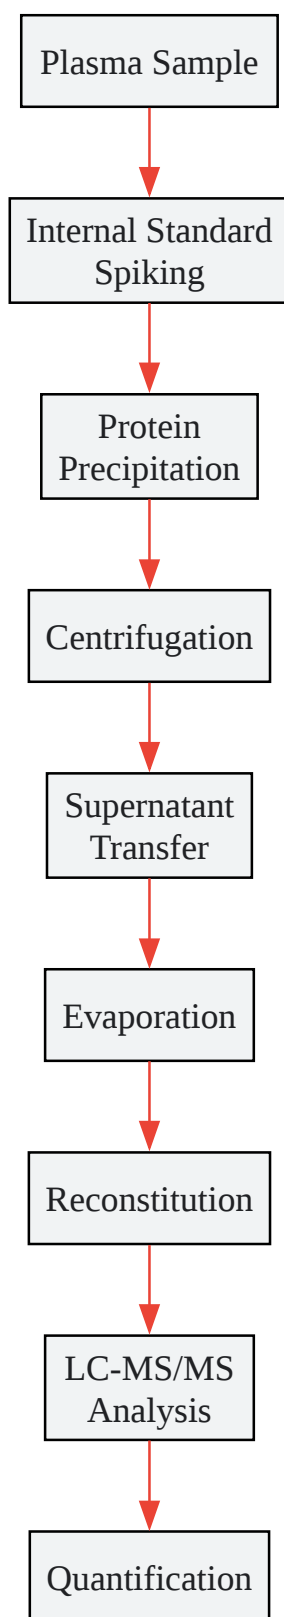 Plasma Sample
Internal Standard
Spiking
Protein
Precipitation
Centrifugation
Supernatant
Transfer
Evaporation
Reconstitution
LC-MS/MS
Analysis
Quantification